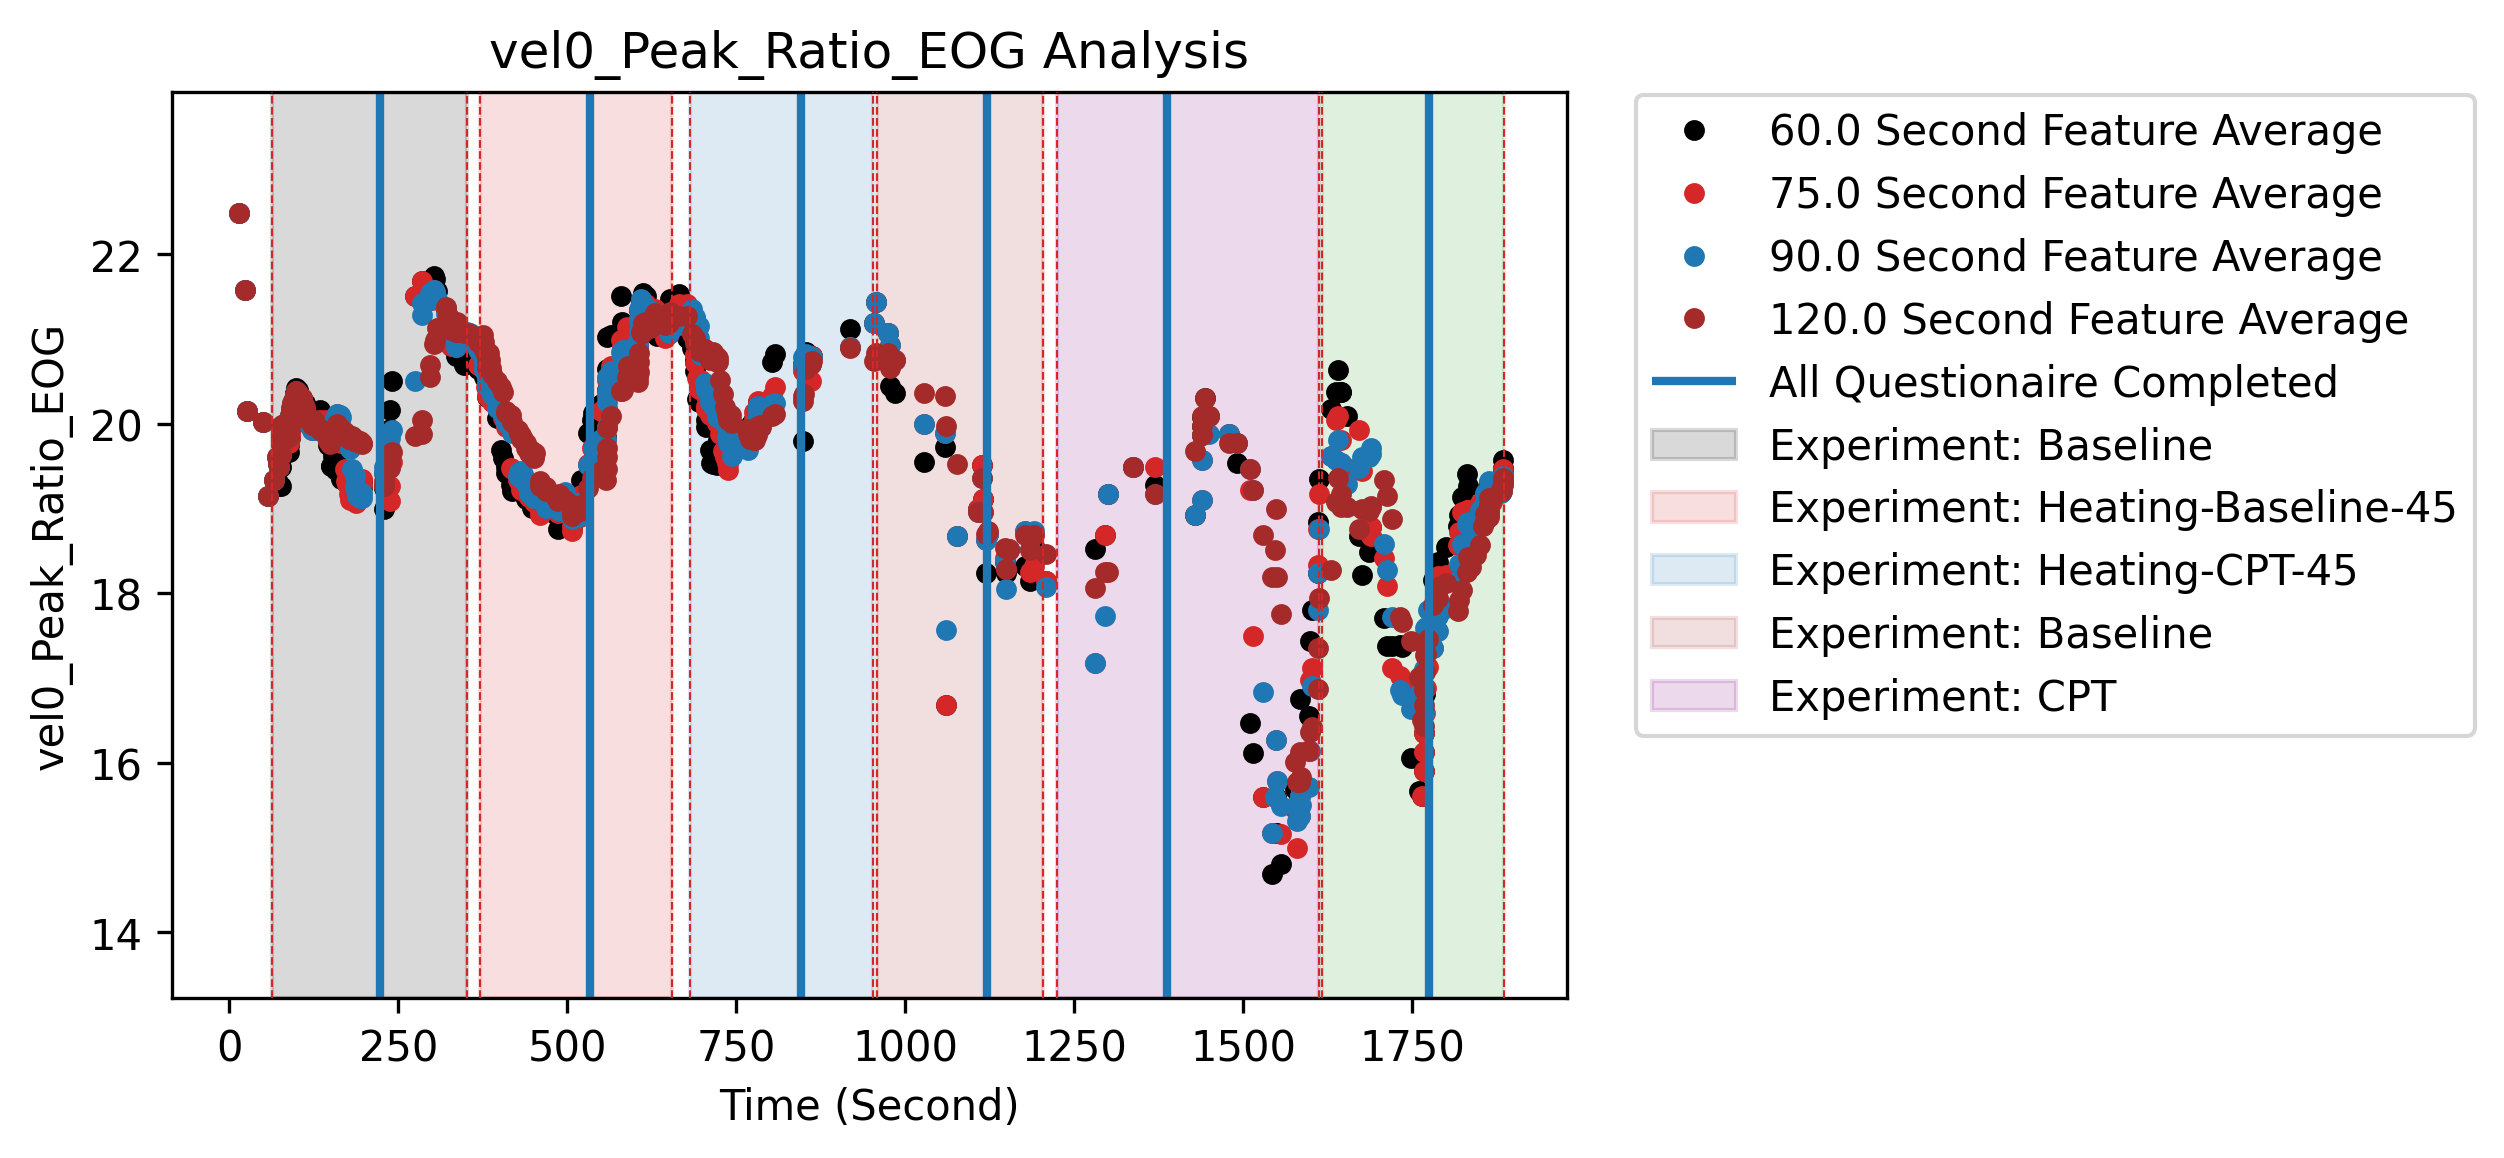 vel0_Peak_Ratio_EOG Analysis
vel0_Peak_Ratio_EOG
22
20
18
16
14
0 250 500 750 1000 1250 1500 1750
Time (Second)
60.0 Second Feature Average
75.0 Second Feature Average
90.0 Second Feature Average
120.0 Second Feature Average
All Questionaire Completed
Experiment: Baseline
Experiment: Heating-Baseline-45
Experiment: Heating-CPT-45
Experiment: Baseline
Experiment: CPT